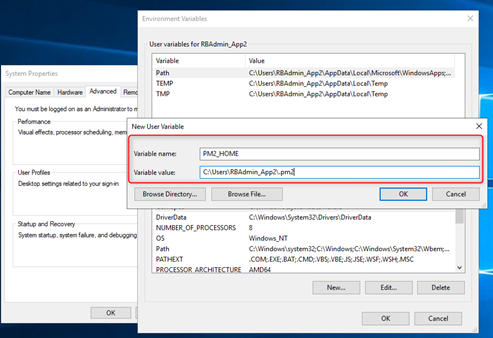 Environment Variables
User variables for RBAdmin_App2
Variable Value
Path C:\Users\RBAdmin_App2\AppData\Local\Microsoft\WindowsApps;...
TEMP C:\Users\RBAdmin_App2\AppData\Local\Temp
TMP C:\Users\RBAdmin_App2\AppData\Local\Temp
System Properties
Computer Name Hardware Advanced Remo
You must be logged on as an Administrator to m
Performance
Visual effects, processor scheduling, mem
User Profiles
Desktop settings related to your sign-in
Startup and Recovery
System startup, system failure, and debugging
OK
New User Variable
Variable name: PM2_HOME
Variable value: C:\Users\RBAdmin_App2\.pm2
Browse Directory... Browse File... OK Cancel
DriverData C:\Windows\System32\Drivers\DriverData
NUMBER_OF_PROCESSORS 8
OS Windows_NT
Path C:\Windows\system32;C:\Windows;C:\Windows\System32\Wbem;...
PATHEXT .COM;.EXE;.BAT;.CMD;.VBS;.VBE;.JS;.JSE;.WSF;.WSH;.MSC
PROCESSOR_ARCHITECTURE AMD64
New... Edit... Delete
OK Cancel